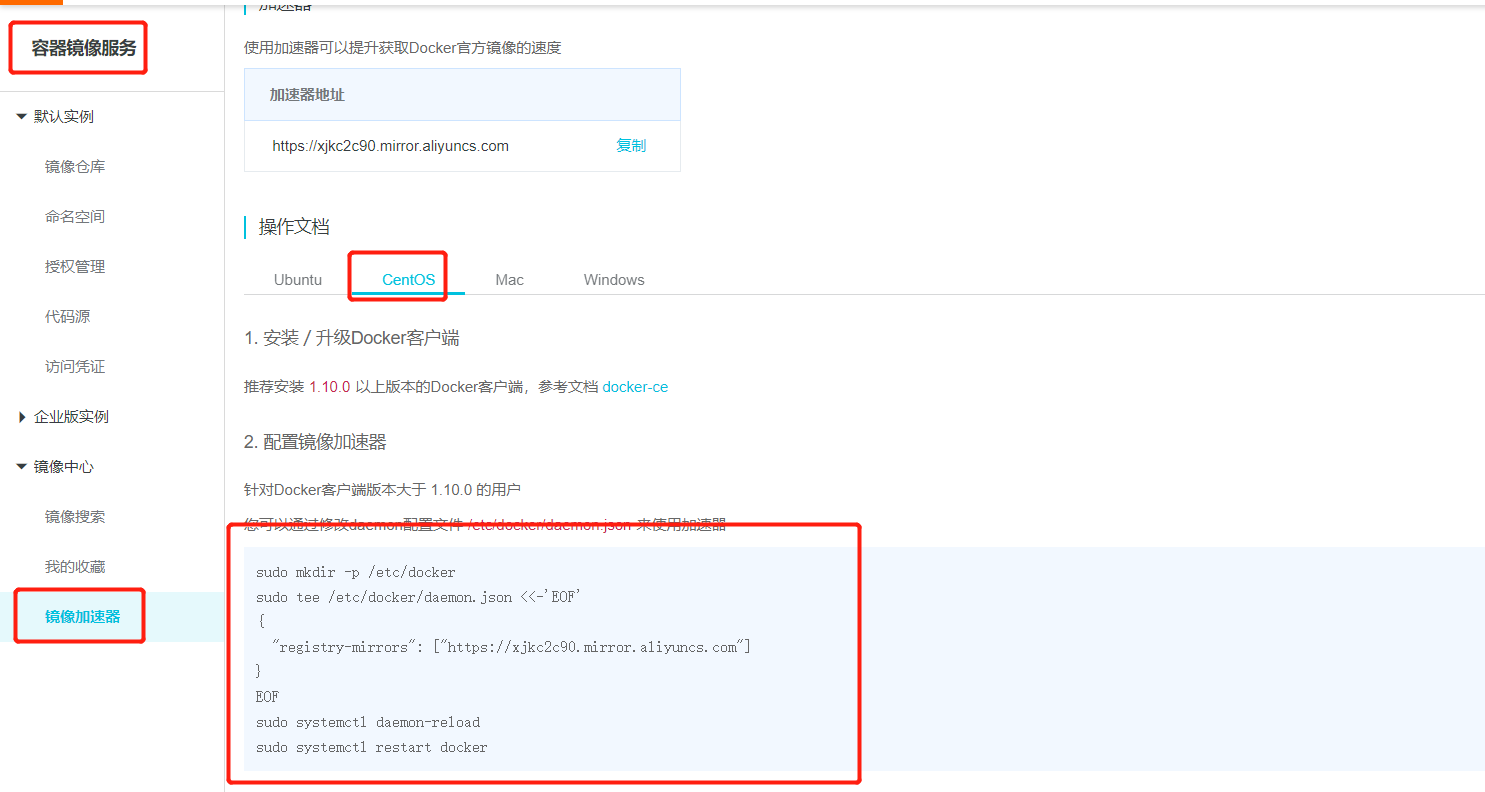 容器镜像服务
默认实例
镜像仓库
命名空间
授权管理
代码源
访问凭证
企业版实例
镜像中心
镜像搜索
我的收藏
镜像加速器
加速器
使用加速器可以提升获取Docker官方镜像的速度
加速器地址
https://xjkc2c90.mirror.aliyuncs.com 复制
操作文档
Ubuntu CentOS Mac Windows
1. 安装 / 升级Docker客户端
推荐安装 1.10.0 以上版本的Docker客户端，参考文档 docker-ce
2. 配置镜像加速器
针对Docker客户端版本大于 1.10.0 的用户
您可以通过修改daemon配置文件 /etc/docker/daemon.json 来使用加速器
sudo mkdir -p /etc/docker
sudo tee /etc/docker/daemon.json <<-'EOF'
{
  "registry-mirrors": ["https://xjkc2c90.mirror.aliyuncs.com"]
}
EOF
sudo systemctl daemon-reload
sudo systemctl restart docker